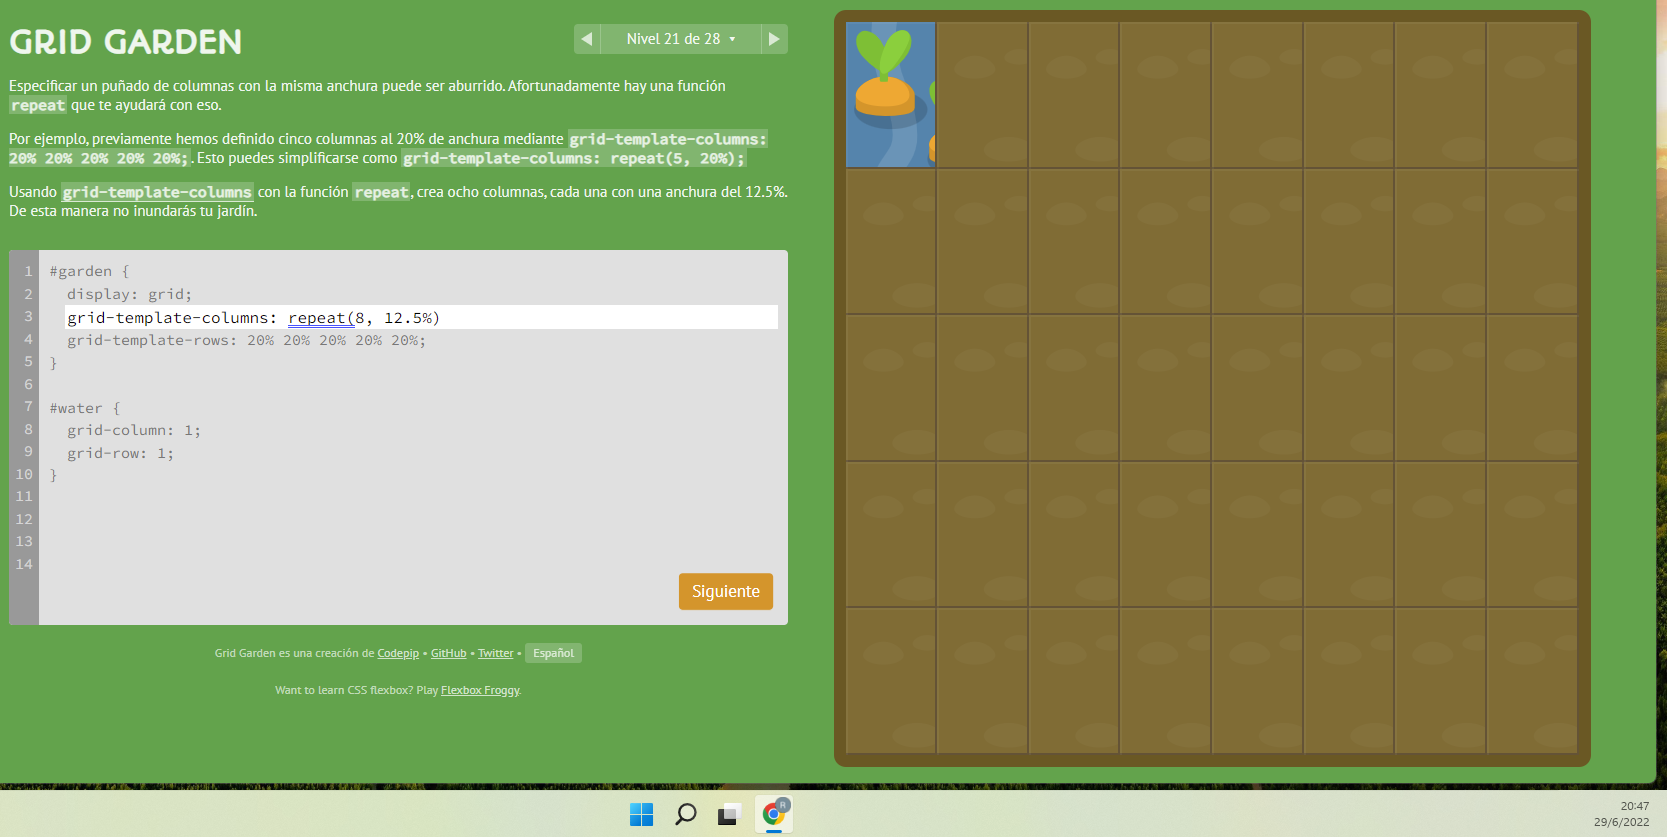 GRID GARDEN
Nivel 21 de 28
Especificar un puñado de columnas con la misma anchura puede ser aburrido. Afortunadamente hay una función
repeat que te ayudará con eso.
Por ejemplo, previamente hemos definido cinco columnas al 20% de anchura mediante grid-template-columns:
20% 20% 20% 20% 20%;. Esto puedes simplificarse como grid-template-columns: repeat(5, 20%);
Usando grid-template-columns con la función repeat, crea ocho columnas, cada una con una anchura del 12.5%.
De esta manera no inundarás tu jardín.
1 #garden {
2 display: grid;
3 grid-template-columns: repeat(8, 12.5%)
4 grid-template-rows: 20% 20% 20% 20% 20%;
5 }
6
7 #water {
8 grid-column: 1;
9 grid-row: 1;
10 }
11
12
13
14
Siguiente
Grid Garden es una creación de Codepip • GitHub • Twitter • Español
Want to learn CSS flexbox? Play Flexbox Froggy.
R
20:47
29/6/2022